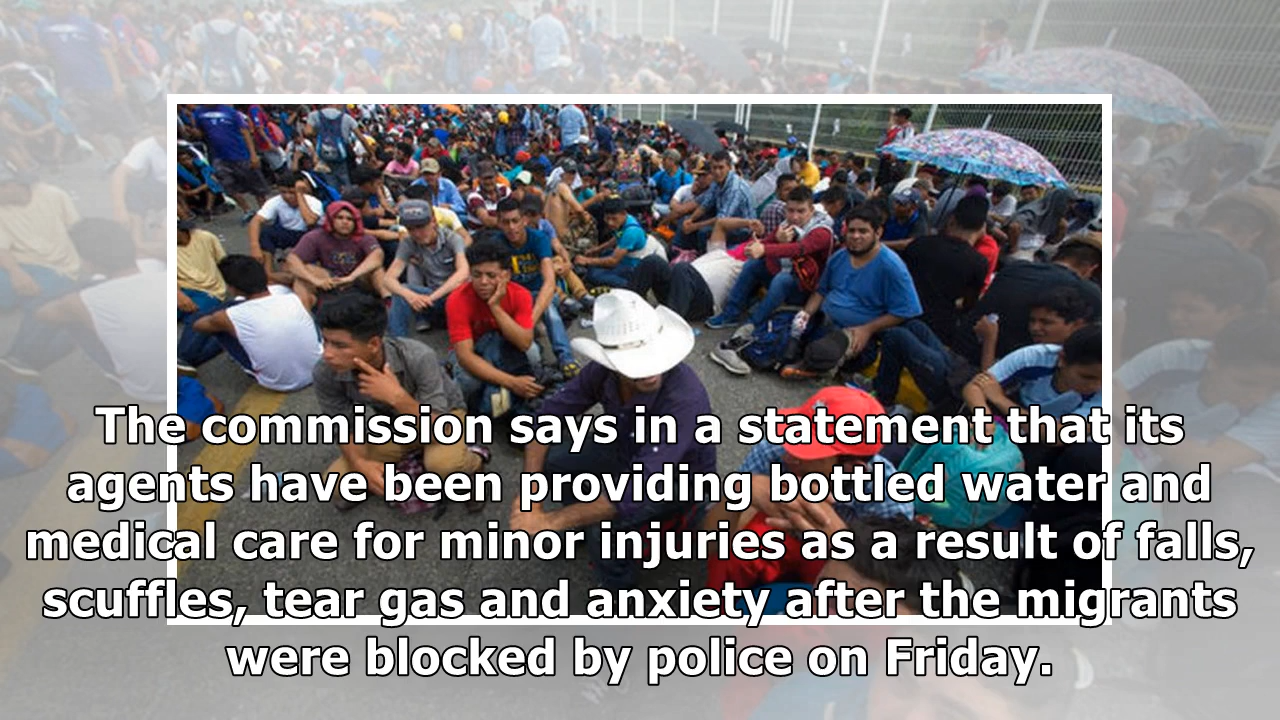 The commission says in a statement that its
agents have been providing bottled water and
medical care for minor injuries as a result of falls,
scuffles, tear gas and anxiety after the migrants
were blocked by police on Friday.